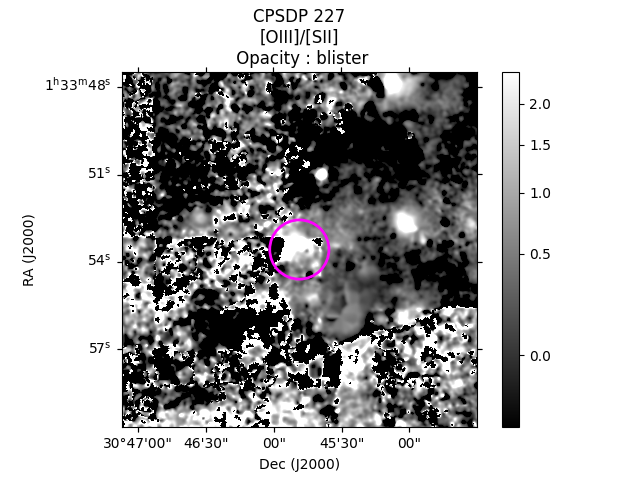 CPSDP 227
[OIII]/[SII]
Opacity : blister
1ʰ33ᵐ48ˢ
51ˢ
54ˢ
57ˢ
RA (J2000)
30°47'00" 46'30" 00" 45'30" 00"
Dec (J2000)
2.0
1.5
1.0
0.5
0.0